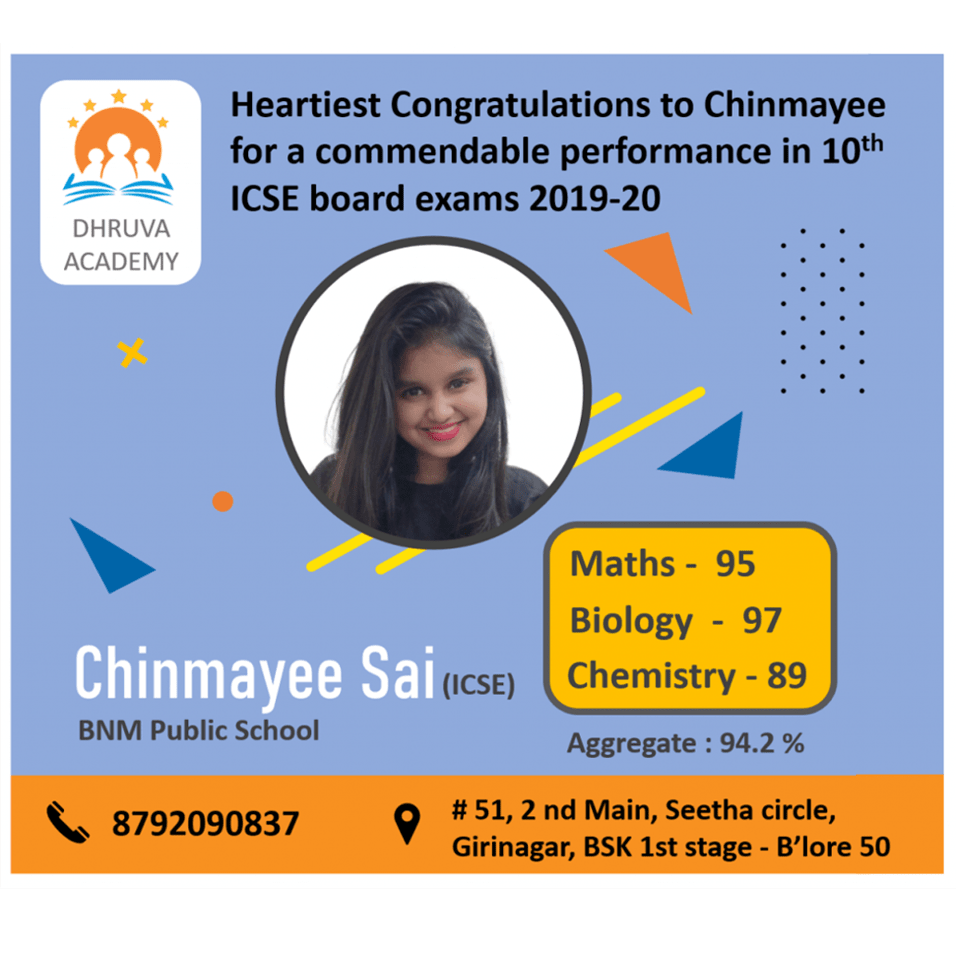 DHRUVA
ACADEMY
Heartiest Congratulations to Chinmayee
for a commendable performance in 10th
ICSE board exams 2019-20
Maths - 95
Biology - 97
Chemistry - 89
Chinmayee Sai (ICSE)
BNM Public School
Aggregate : 94.2 %
8792090837
# 51, 2 nd Main, Seetha circle,
Girinagar, BSK 1st stage - B’lore 50